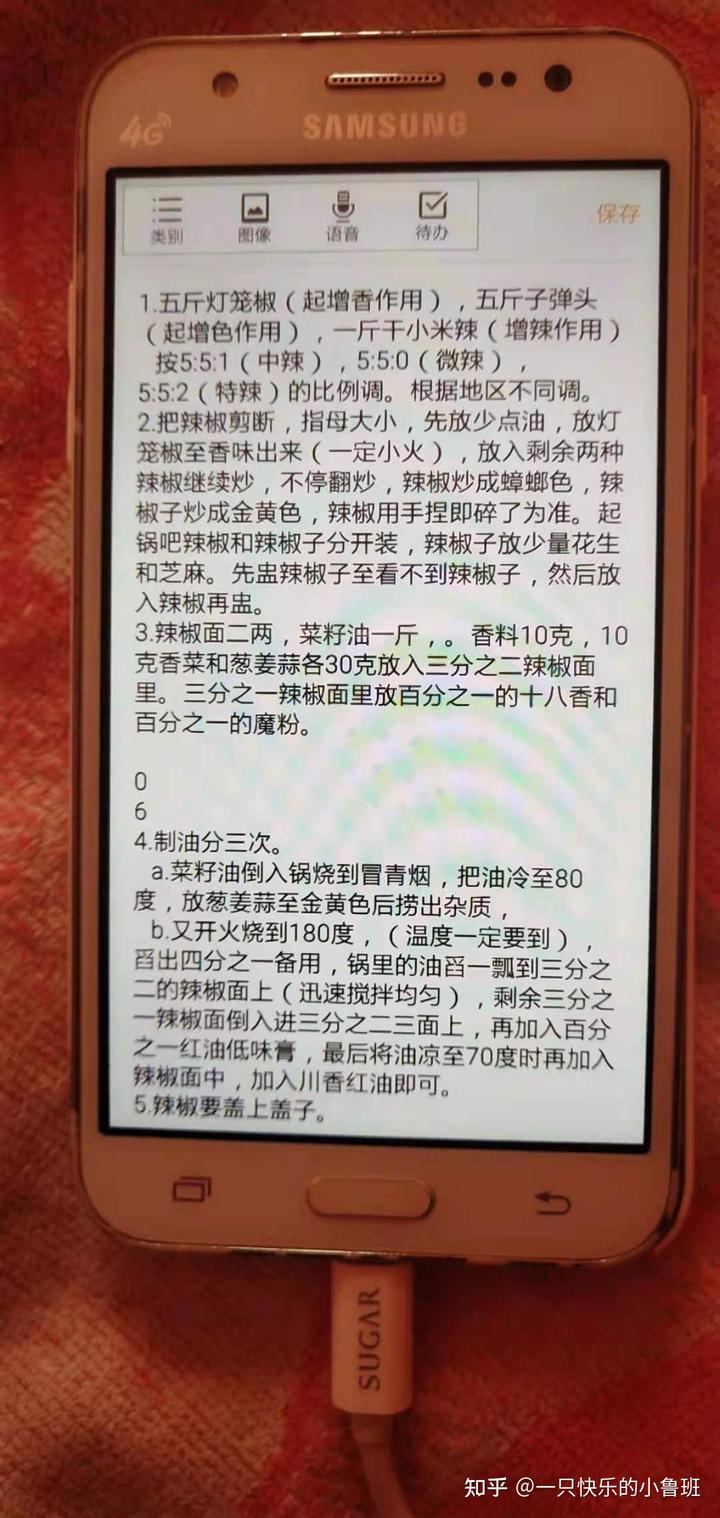 4G
SAMSUNG
类别 图像 语音 待办
保存
1.五斤灯笼椒（起增香作用），五斤子弹头
（起增色作用），一斤干小米辣（增辣作用）
按5:5:1（中辣），5:5:0（微辣），
5:5:2（特辣）的比例调。根据地区不同调。
2.把辣椒剪断，指母大小，先放少点油，放灯
笼椒至香味出来（一定小火），放入剩余两种
辣椒继续炒，不停翻炒，辣椒炒成蟑螂色，辣
椒子炒成金黄色，辣椒用手捏即碎了为准。起
锅吧辣椒和辣椒子分开装，辣椒子放少量花生
和芝麻。先蛊辣椒子至看不到辣椒子，然后放
入辣椒再蛊。
3.辣椒面二两，菜籽油一斤，。香料10克，10
克香菜和葱姜蒜各30克放入三分之二辣椒面
里。三分之一辣椒面里放百分之一的十八香和
百分之一的魔粉。
0
6
4.制油分三次。
a.菜籽油倒入锅烧到冒青烟，把油冷至80
度，放葱姜蒜至金黄色后捞出杂质，
b.又开火烧到180度，（温度一定要到），
舀出四分之一备用，锅里的油舀一瓢到三分之
二的辣椒面上（迅速搅拌均匀），剩余三分之
一辣椒面倒入进三分之二三面上，再加入百分
之一红油低味膏，最后将油凉至70度时再加入
辣椒面中，加入川香红油即可。
5.辣椒要盖上盖子。
SUGAR
知乎 @一只快乐的小鲁班